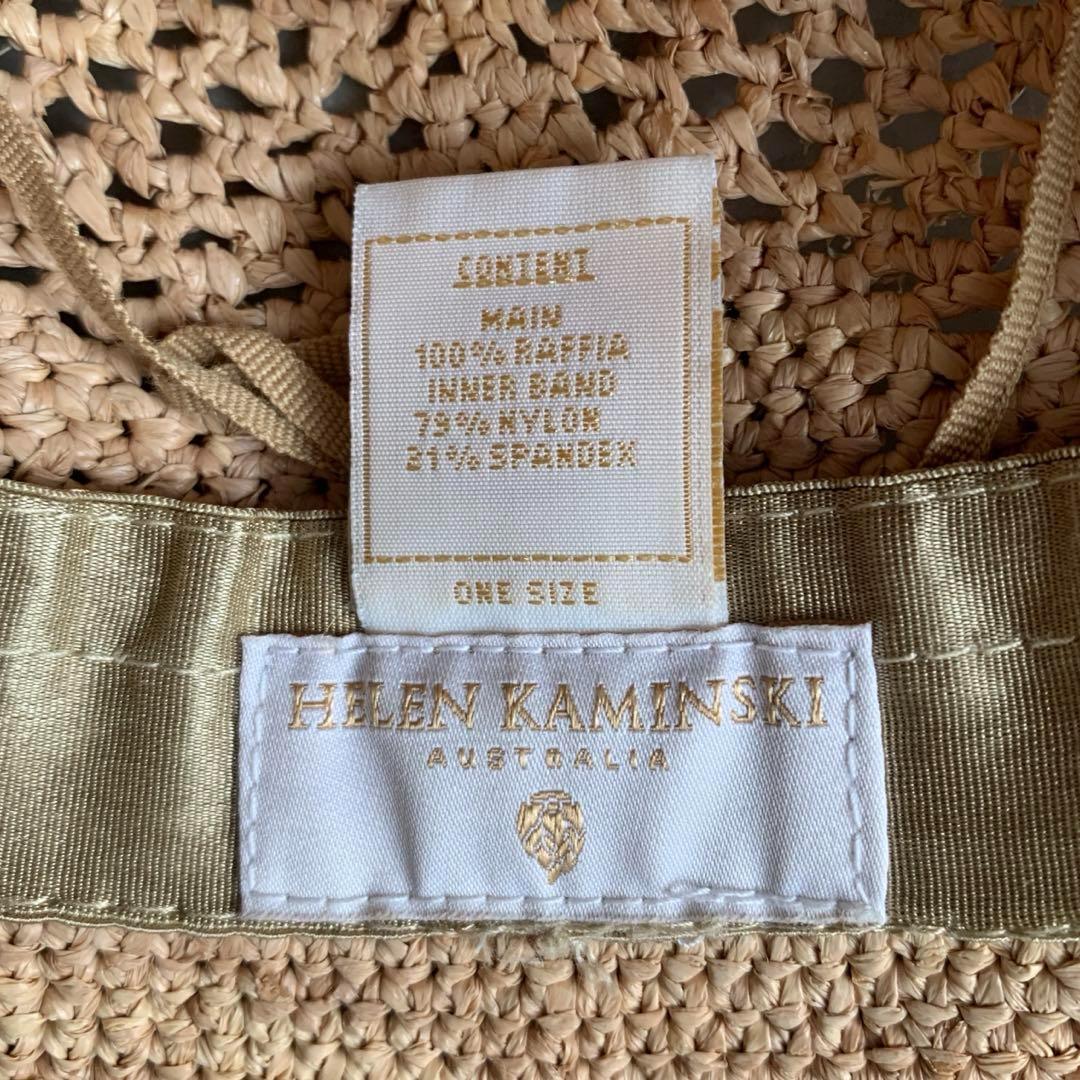 CONTENT
MAIN
100% RAFFIA
INNER BAND
79% NYLON
21% SPANDEX
ONE SIZE
HELEN KAMINSKI
AUSTRALIA